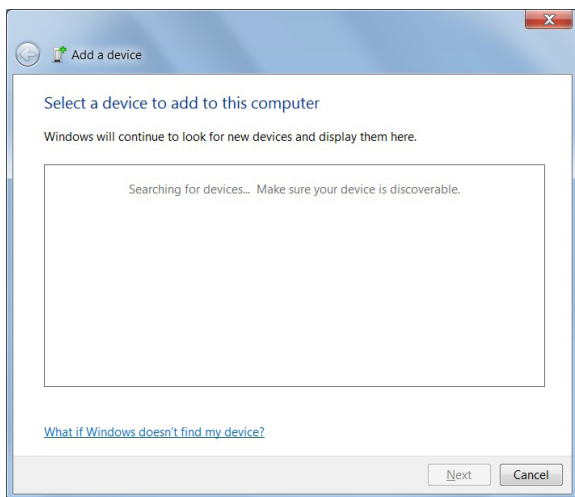 Add a device
Select a device to add to this computer
Windows will continue to look for new devices and display them here.
Searching for devices... Make sure your device is discoverable.
What if Windows doesn't find my device?
Next Cancel